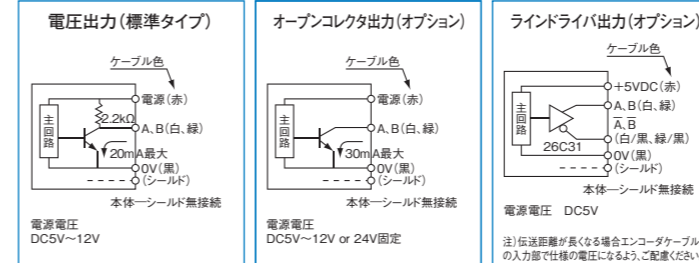 電圧出力(標準タイプ)
ケーブル色
電源(赤)
2.2kΩ
A、B(白、緑)
主回路
20mA最大
0V(黒)
(シールド)
本体―シールド無接続
電源電圧
DC5V～12V
オープンコレクタ出力(オプション)
ケーブル色
電源(赤)
A、B(白、緑)
主回路
30mA最大
0V(黒)
(シールド)
本体―シールド無接続
電源電圧
DC5V～12V or 24V固定
ラインドライバ出力(オプション)
ケーブル色
+5VDC(赤)
A、B(白、緑)
主回路
A、B
(白/黒、緑/黒)
26C31
0V(黒)
(シールド)
本体―シールド無接続
電源電圧 DC5V
注)伝送距離が長くなる場合エンコーダケーブル
の入力部で仕様の電圧になるよう、ご配慮ください